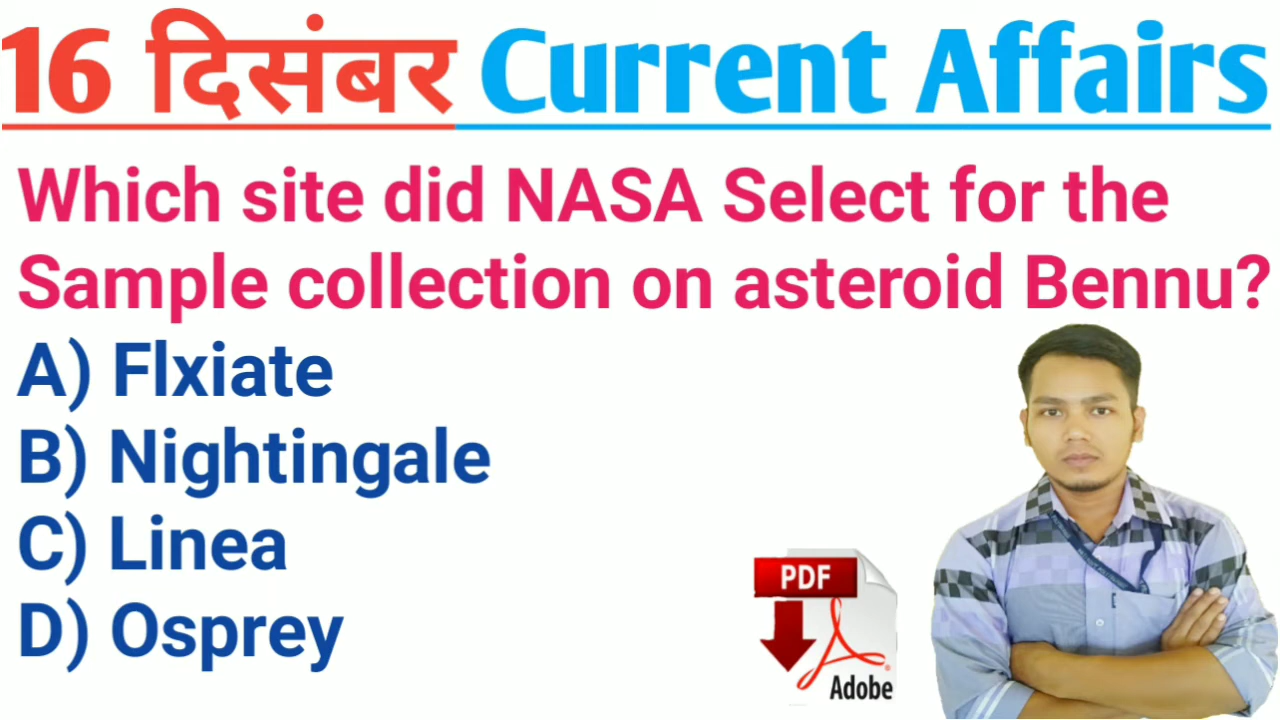 16 दिसंबर Current Affairs
Which site did NASA Select for the
Sample collection on asteroid Bennu?
A) Flxiate
B) Nightingale
C) Linea
D) Osprey
PDF
Adobe